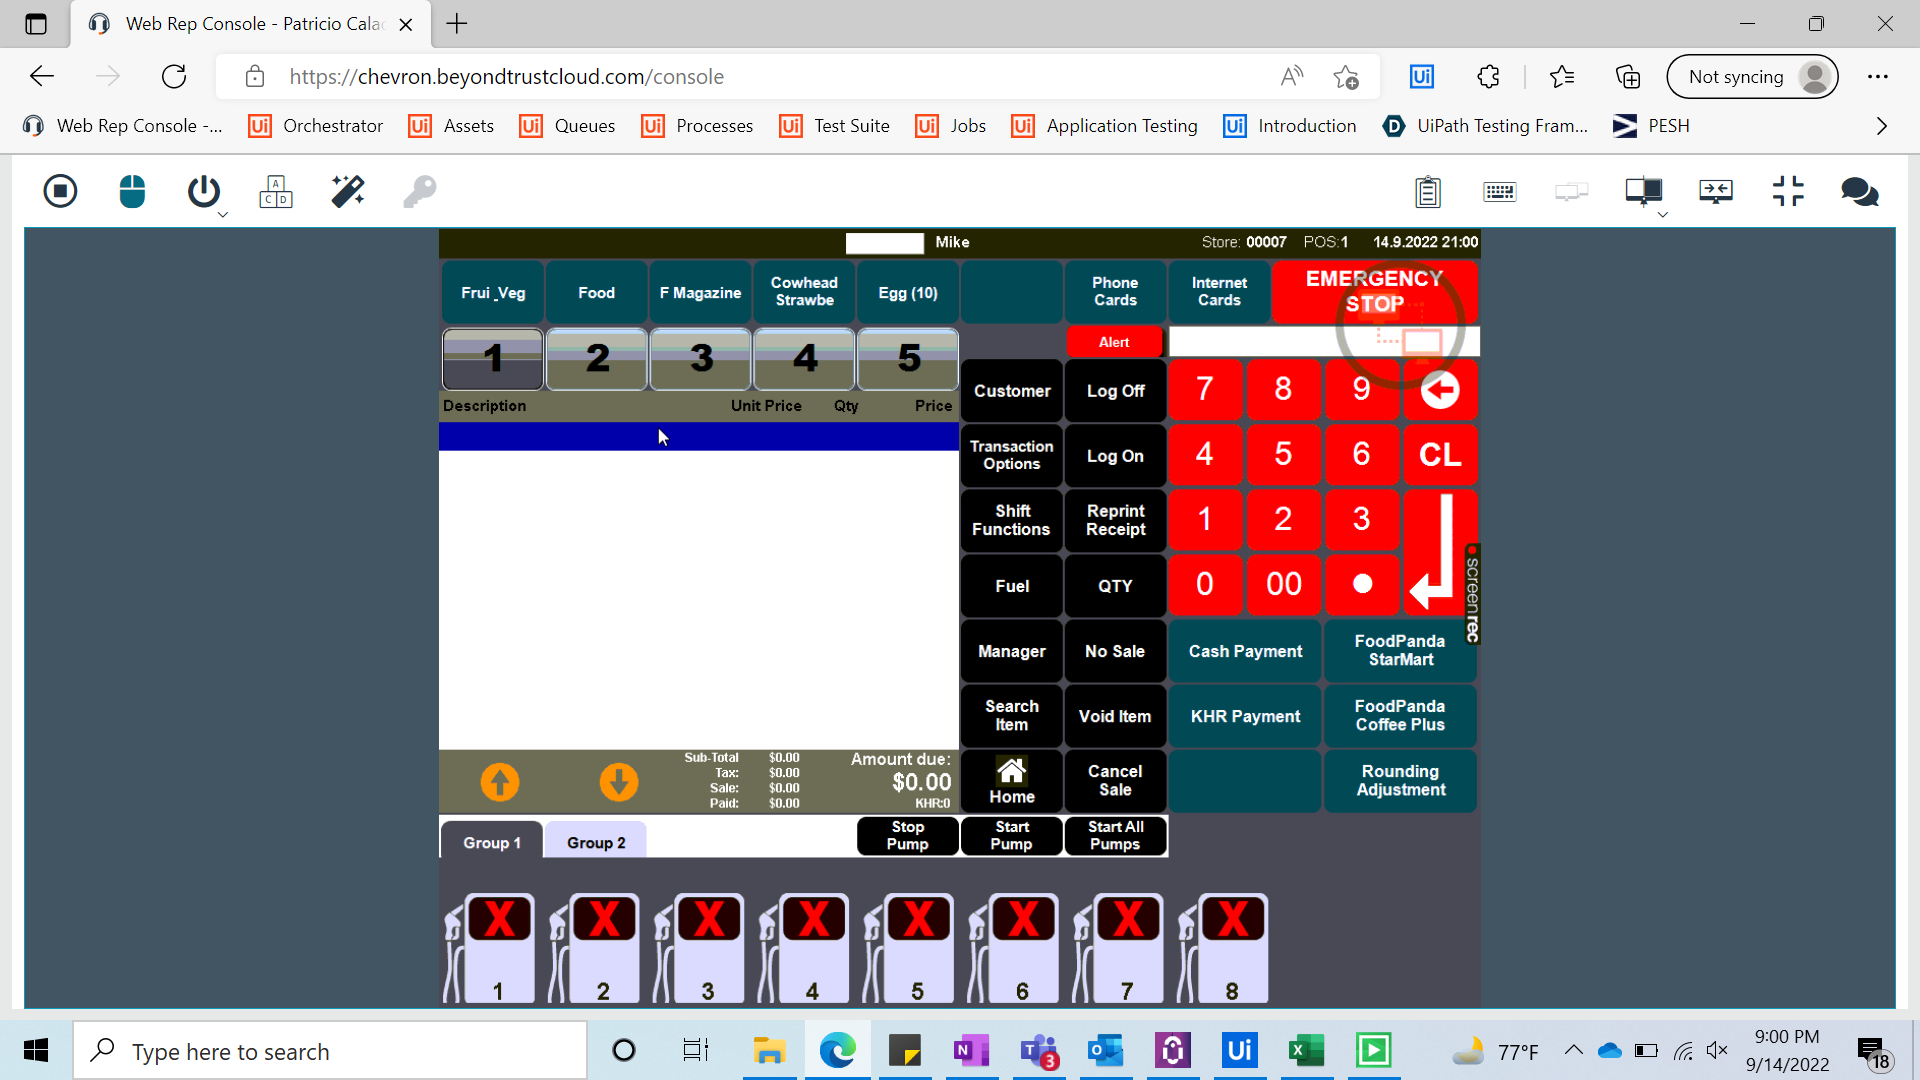 Web Rep Console - Patricio Calac
https://chevron.beyondtrustcloud.com/console
Not syncing
Web Rep Console -...
Orchestrator
Assets
Queues
Processes
Test Suite
Jobs
Application Testing
Introduction
UiPath Testing Fram...
PESH
Mike
Store: 00007
POS:1
14.9.2022 21:00
Frui _Veg
Food
F Magazine
Cowhead
Strawbe
Egg (10)
Phone
Cards
Internet
Cards
EMERGENCY
STOP
1
2
3
4
5
Alert
Description
Unit Price
Qty
Price
Customer
Log Off
7
8
9
Transaction
Options
Log On
4
5
6
CL
Shift
Functions
Reprint
Receipt
1
2
3
Fuel
QTY
0
00
screenrec
Manager
No Sale
Cash Payment
FoodPanda
StarMart
Search
Item
Void Item
KHR Payment
FoodPanda
Coffee Plus
Sub-Total $0.00
Tax: $0.00
Sale: $0.00
Paid: $0.00
Amount due:
$0.00
KHR:0
Home
Cancel
Sale
Rounding
Adjustment
Group 1
Group 2
Stop
Pump
Start
Pump
Start All
Pumps
X
X
X
X
X
X
X
X
1
2
3
4
5
6
7
8
Type here to search
3
77°F
9:00 PM
9/14/2022
18